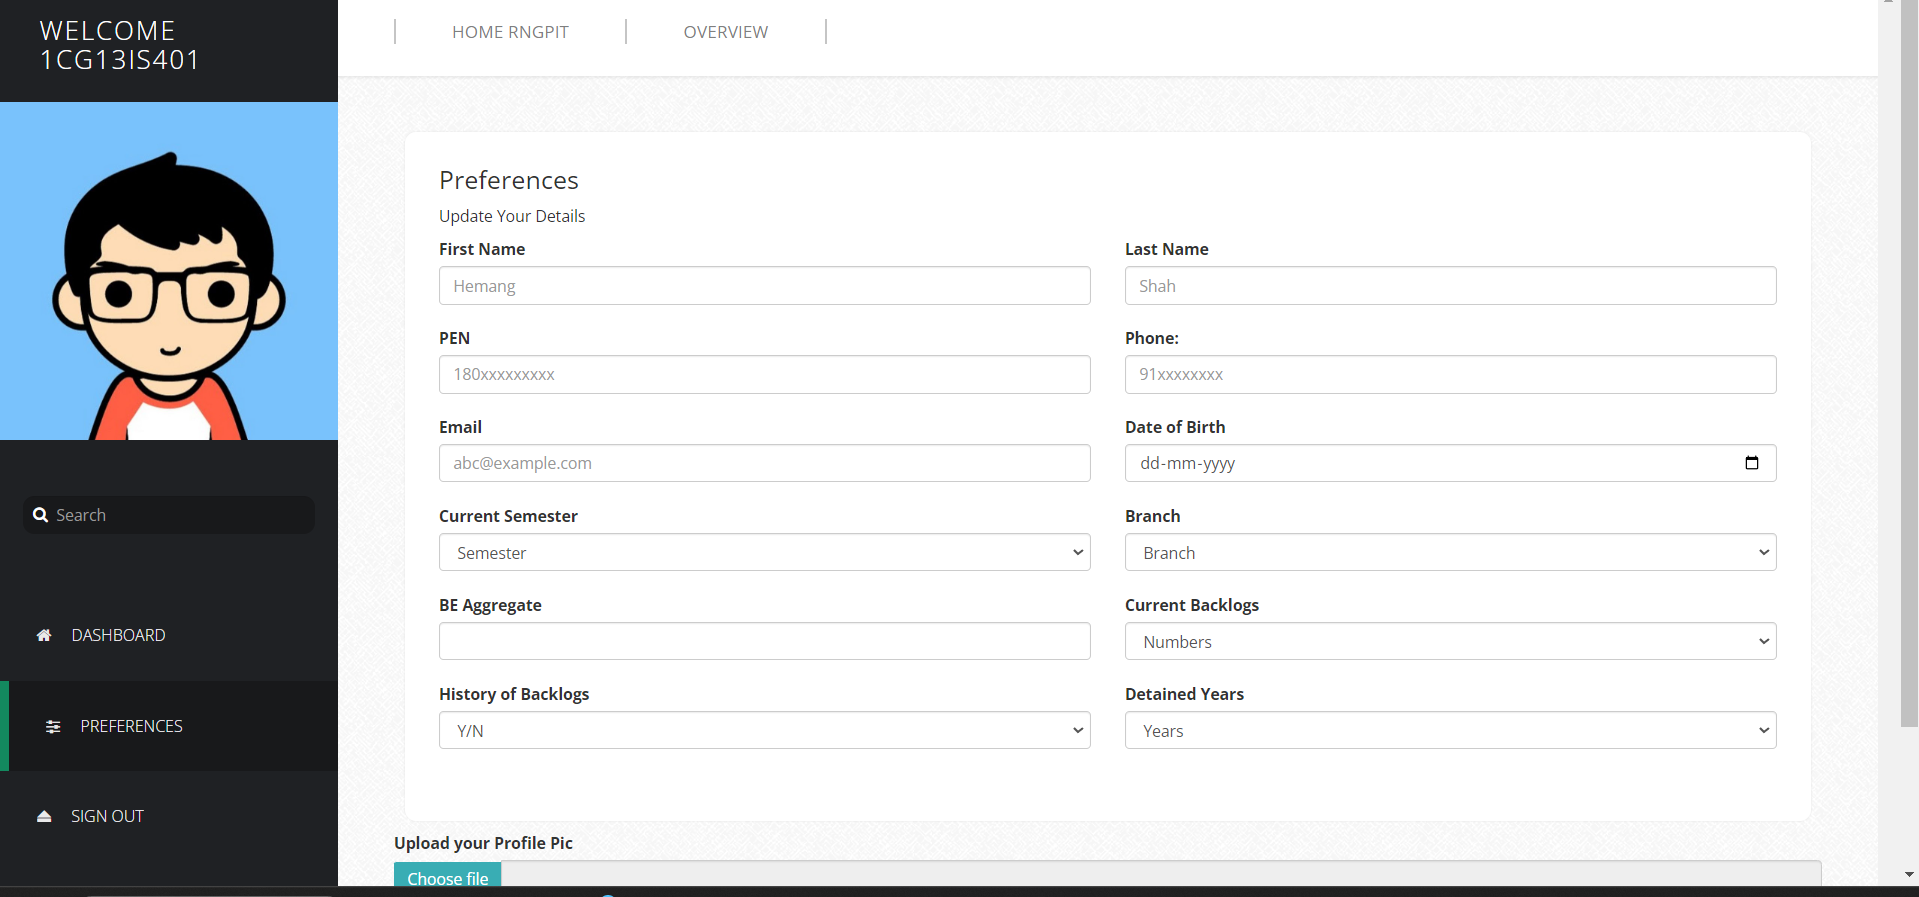 WELCOME
1CG13IS401
HOME RNGPIT
OVERVIEW
Search
DASHBOARD
PREFERENCES
SIGN OUT
Preferences
Update Your Details
First Name
Last Name
Hemang
Shah
PEN
Phone:
180xxxxxxxxx
91xxxxxxxx
Email
Date of Birth
abc@example.com
dd-mm-yyyy
Current Semester
Branch
Semester
Branch
BE Aggregate
Current Backlogs
Numbers
History of Backlogs
Detained Years
Y/N
Years
Upload your Profile Pic
Choose file